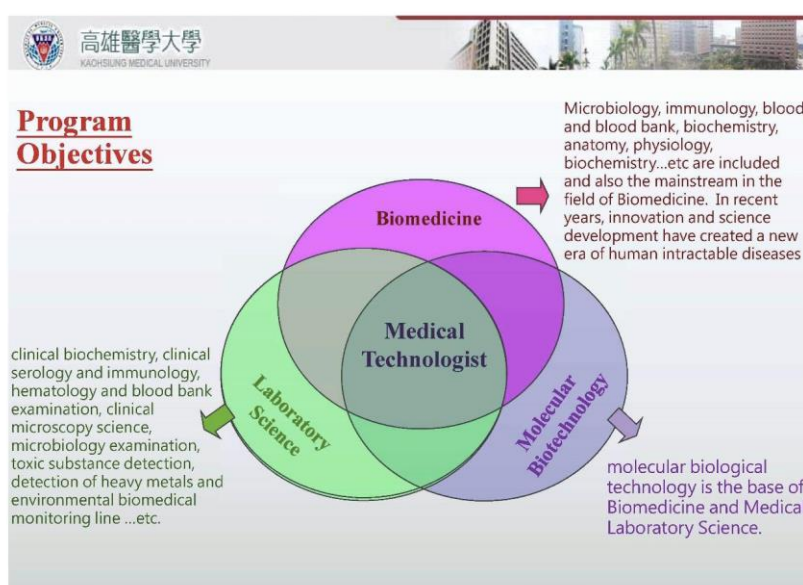 高雄醫學大學
KAOHSIUNG MEDICAL UNIVERSITY
Program
Objectives
Microbiology, immunology, blood
and blood bank, biochemistry,
anatomy, physiology,
biochemistry...etc are included
and also the mainstream in the
field of Biomedicine. In recent
years, innovation and science
development have created a new
era of human intractable diseases
Biomedicine
Medical
Technologist
Laboratory
Science
Molecular
Biotechnology
clinical biochemistry, clinical
serology and immunology,
hematology and blood bank
examination, clinical
microscopy science,
microbiology examination,
toxic substance detection,
detection of heavy metals and
environmental biomedical
monitoring line ...etc.
molecular biological
technology is the base of
Biomedicine and Medical
Laboratory Science.